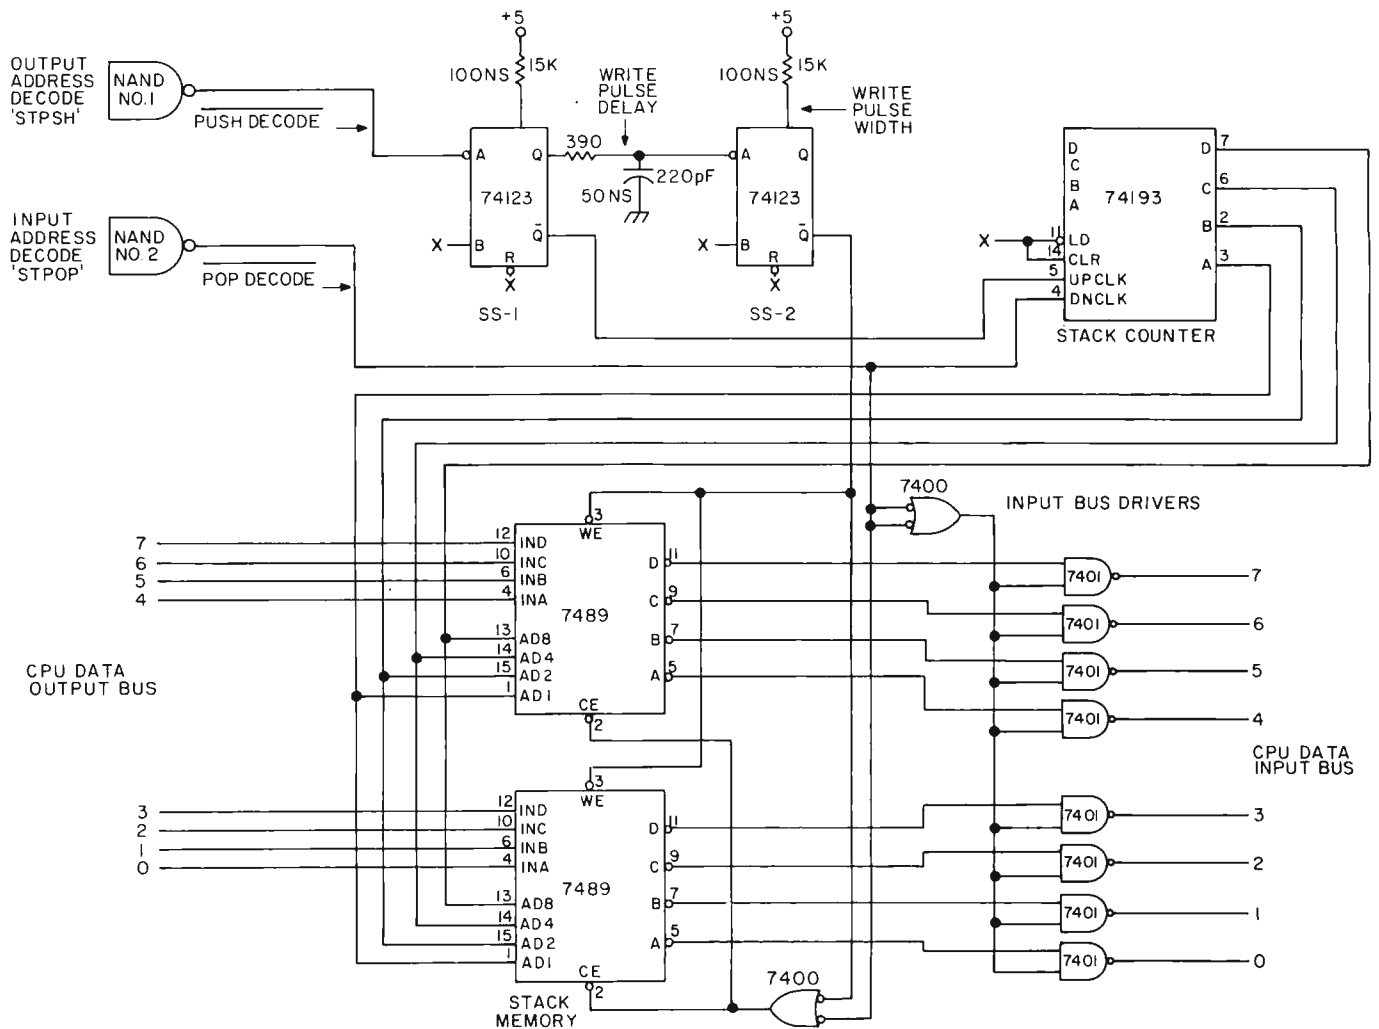 OUTPUT
ADDRESS
DECODE
'STPSH'
NAND
NO.1
PUSH DECODE
INPUT
ADDRESS
DECODE
'STPOP'
NAND
NO. 2
POP DECODE
+5
15K
100NS
A
Q
74123
Q
X
B
R
X
SS-1
390
WRITE
PULSE
DELAY
220pF
50NS
+5
15K
100NS
WRITE
PULSE
WIDTH
A
Q
74123
Q
X
B
R
X
SS-2
D
C
B
A
74193
D 7
C 6
B 2
A 3
X
11 LD
14 CLR
5 UPCLK
4 DNCLK
STACK COUNTER
7400
INPUT BUS DRIVERS
7
6
5
4
12 IND
10 INC
6 INB
4 INA
3
WE
7489
13 AD8
14 AD4
15 AD2
1 AD1
D 11
C 9
B 7
A 5
CE
2
CPU DATA
OUTPUT BUS
7401 7
7401 6
7401 5
7401 4
CPU DATA
INPUT BUS
3
2
1
0
12 IND
10 INC
6 INB
4 INA
3
WE
7489
13 AD8
14 AD4
15 AD2
1 AD1
D 11
C 9
B 7
A 5
CE
2
STACK
MEMORY
7400
7401 3
7401 2
7401 1
7401 0